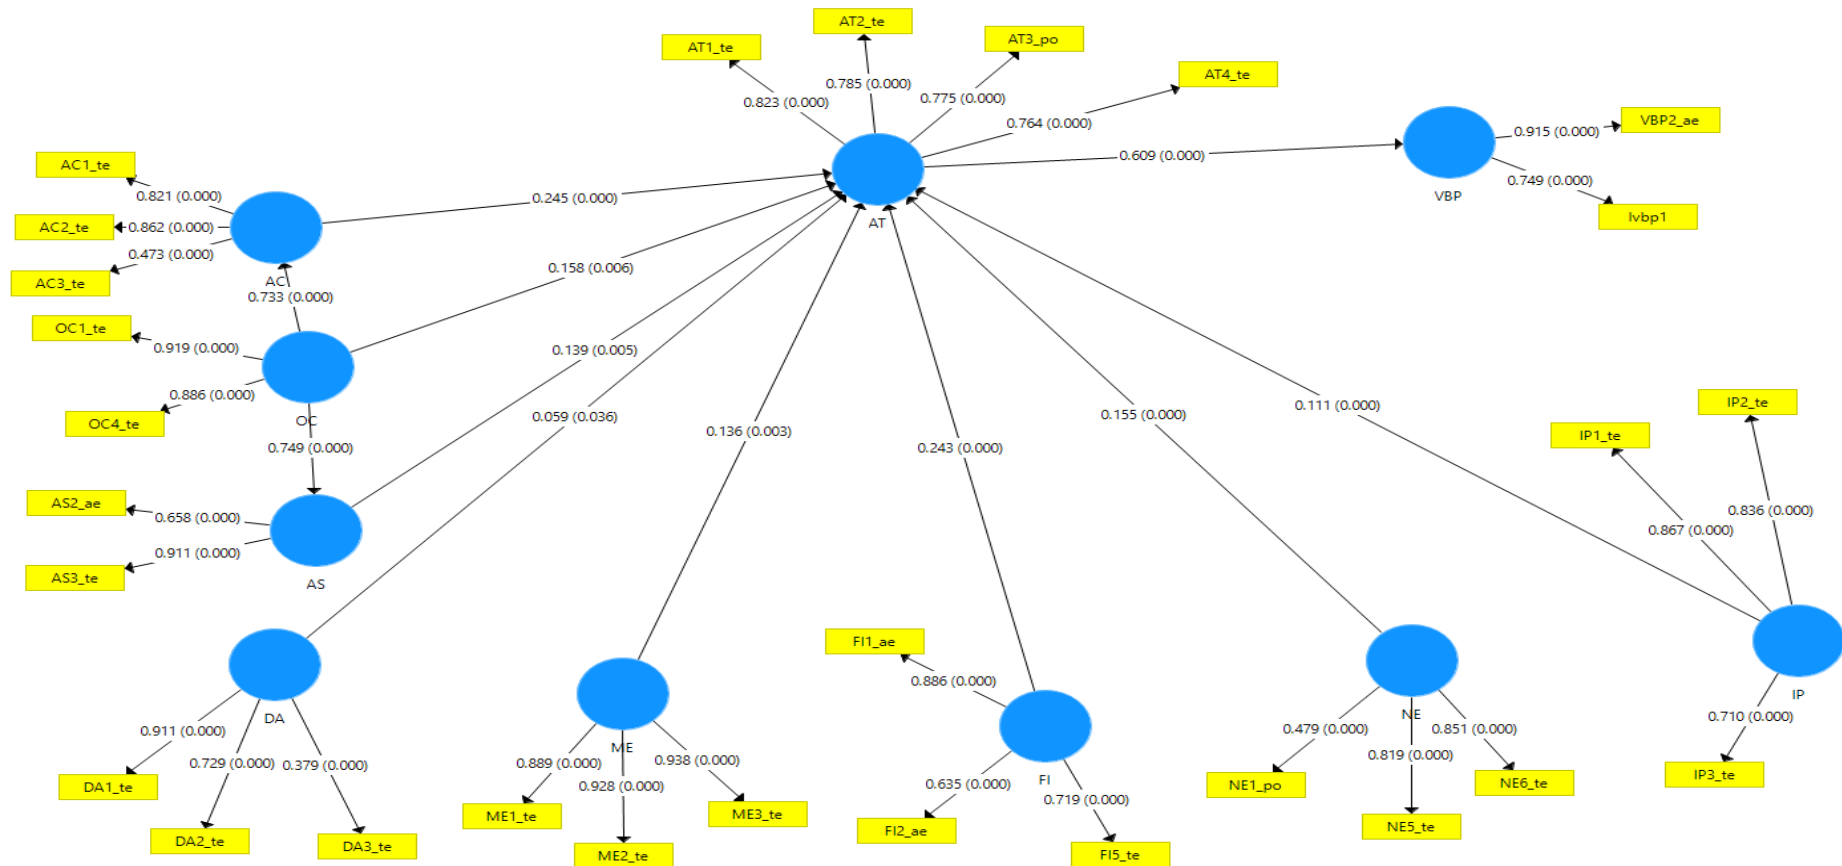 AT2_te
AT1_te
AT3_po
AT4_te
0.785 (0.000)
0.823 (0.000)
0.775 (0.000)
0.764 (0.000)
VBP2_ae
0.915 (0.000)
0.609 (0.000)
0.749 (0.000)
VBP
lvbp1
AT
AC1_te
0.821 (0.000)
0.245 (0.000)
AC2_te
0.862 (0.000)
0.473 (0.000)
AC3_te
AC
0.158 (0.006)
0.733 (0.000)
OC1_te
0.919 (0.000)
0.139 (0.005)
0.886 (0.000)
OC4_te
OC
0.059 (0.036)
0.749 (0.000)
0.136 (0.003)
0.243 (0.000)
0.155 (0.000)
0.111 (0.000)
IP2_te
IP1_te
AS2_ae
0.658 (0.000)
0.911 (0.000)
AS3_te
AS
0.836 (0.000)
0.867 (0.000)
IP
0.710 (0.000)
IP3_te
DA
0.911 (0.000)
0.729 (0.000)
0.379 (0.000)
DA1_te
DA2_te
DA3_te
ME
0.889 (0.000)
0.928 (0.000)
0.938 (0.000)
ME1_te
ME2_te
ME3_te
FI1_ae
0.886 (0.000)
FI
0.635 (0.000)
0.719 (0.000)
FI2_ae
FI5_te
NE
0.479 (0.000)
0.819 (0.000)
0.851 (0.000)
NE1_po
NE5_te
NE6_te